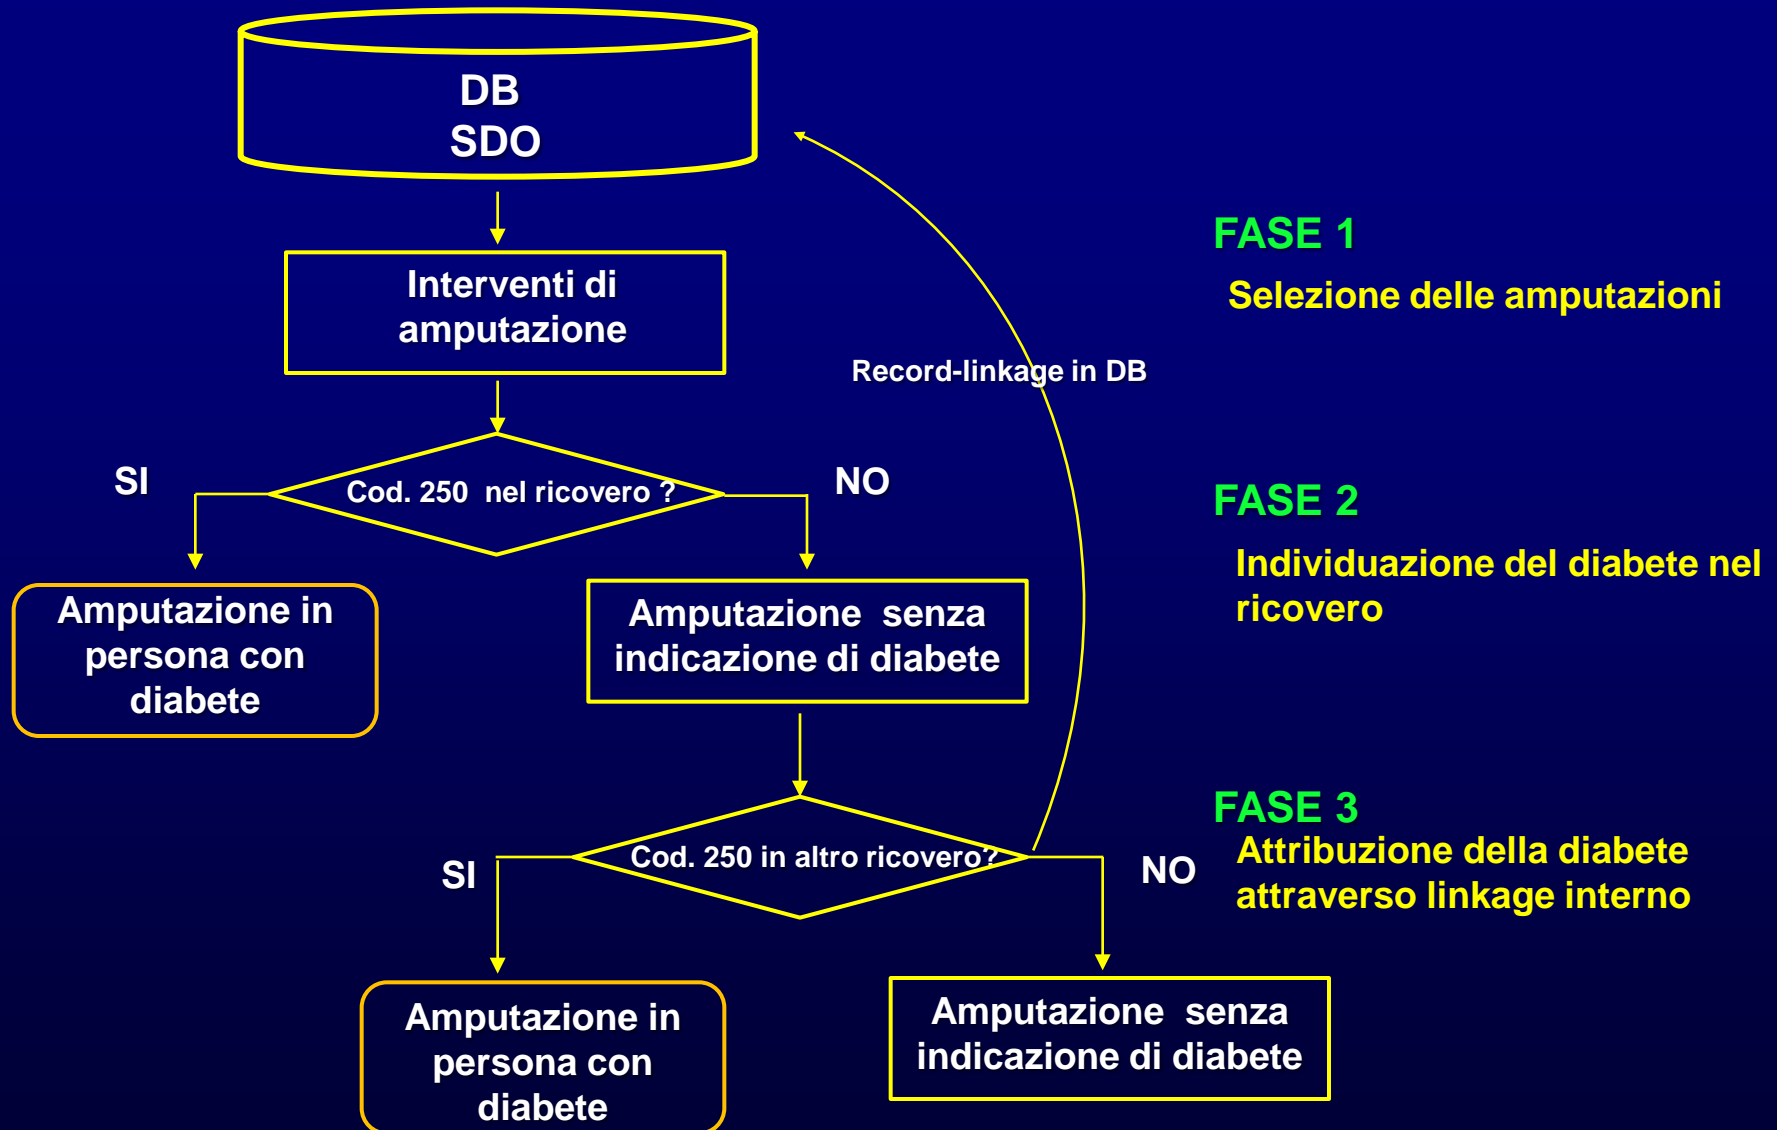 DB
SDO
FASE 1
Interventi di
amputazione
Selezione delle amputazioni
Record-linkage in DB
SI
Cod. 250 nel ricovero ?
NO
FASE 2
Individuazione del diabete nel
ricovero
Amputazione in
persona con
diabete
Amputazione senza
indicazione di diabete
FASE 3
SI
Cod. 250 in altro ricovero?
NO
Attribuzione della diabete
attraverso linkage interno
Amputazione in
persona con
diabete
Amputazione senza
indicazione di diabete